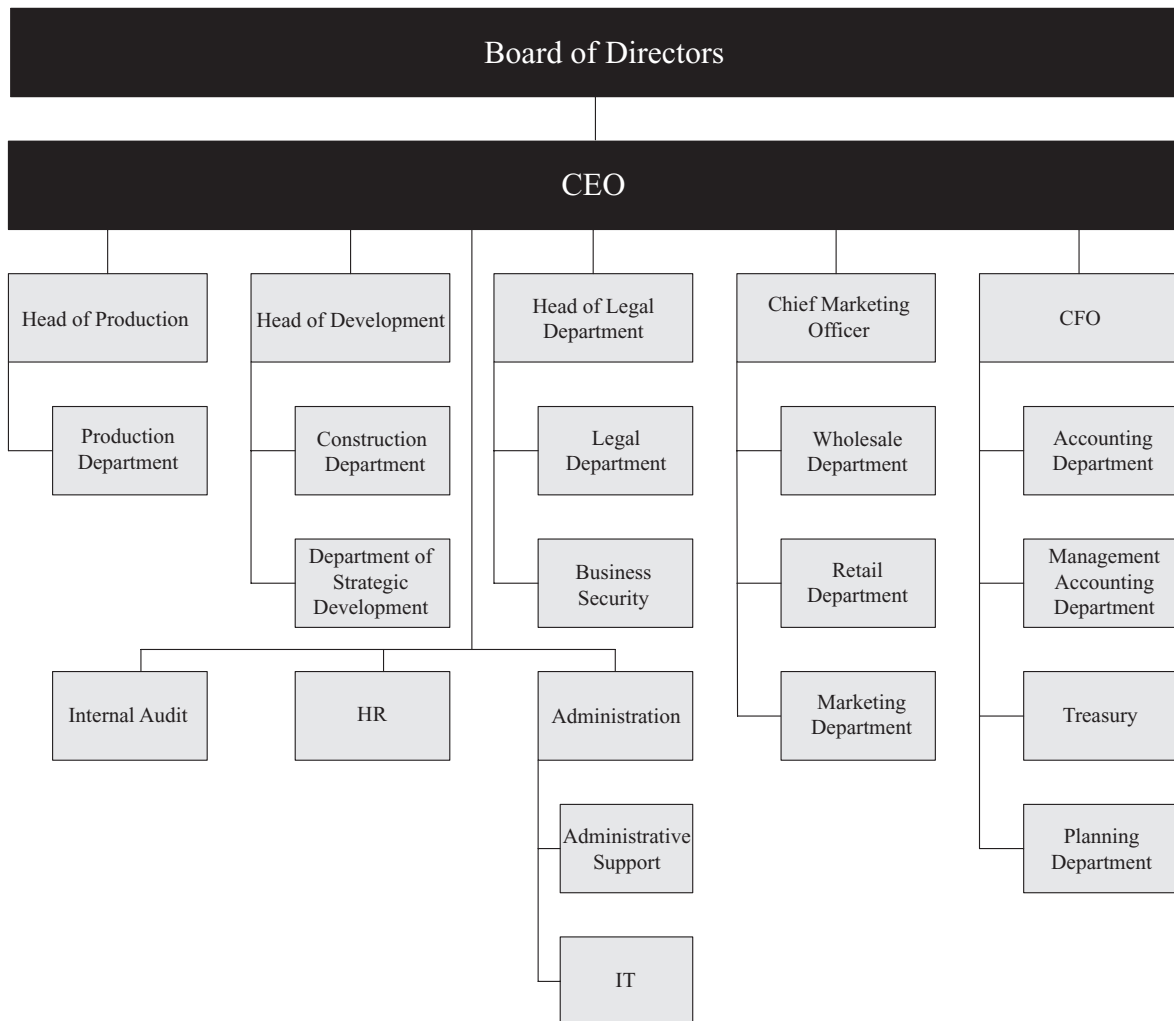 Board of Directors
CEO
Head of Production
Head of Development
Head of Legal
Department
Chief Marketing
Officer
CFO
Production
Department
Construction
Department
Legal
Department
Wholesale
Department
Accounting
Department
Department of
Strategic
Development
Business
Security
Retail
Department
Management
Accounting
Department
Internal Audit
HR
Administration
Marketing
Department
Treasury
Administrative
Support
Planning
Department
IT